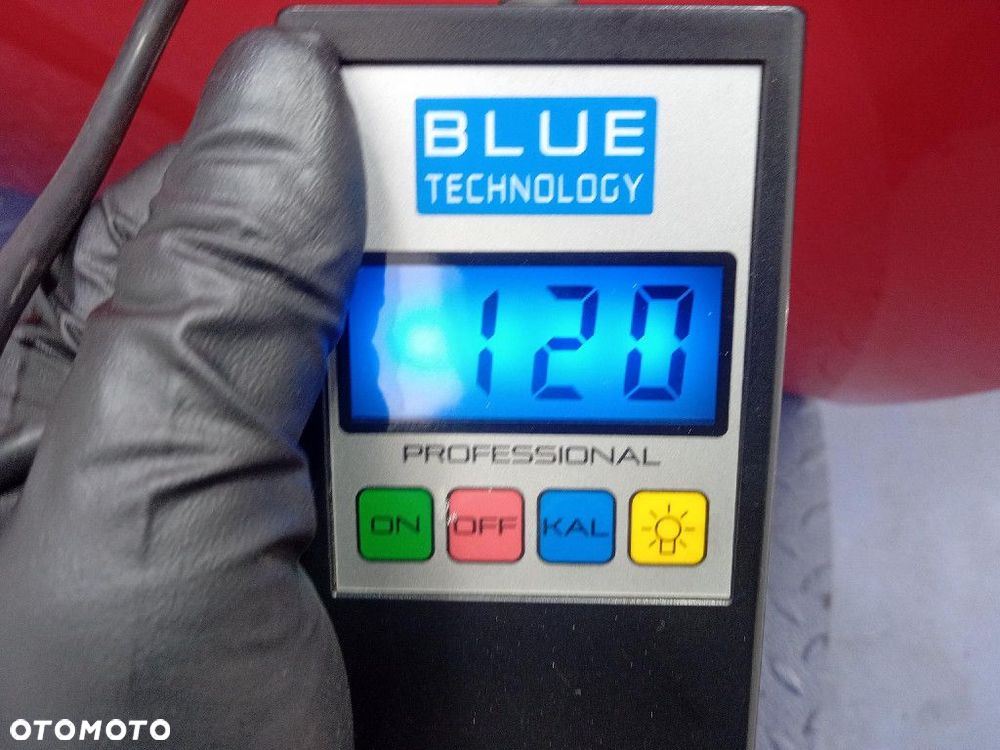 BLUE
TECHNOLOGY
120
PROFESSIONAL
ON OFF KAL
OTOMOTO